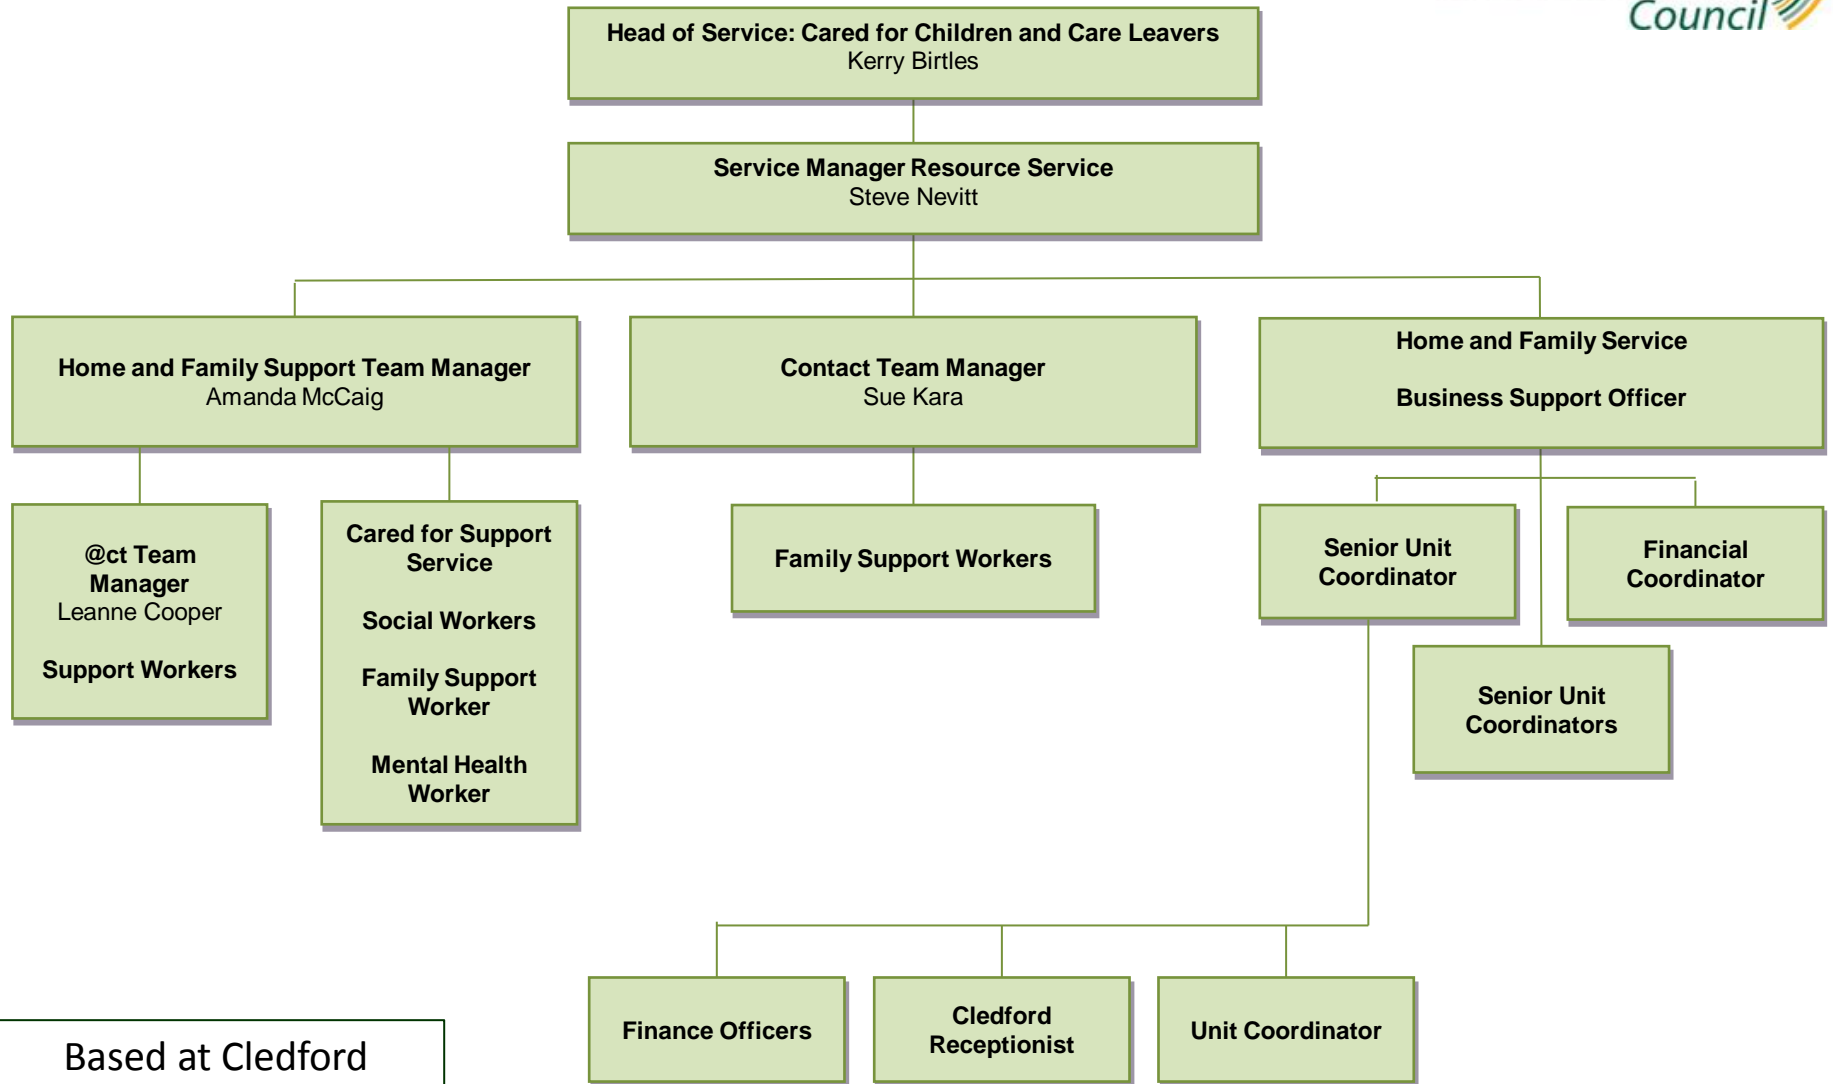 Council
Head of Service: Cared for Children and Care Leavers
Kerry Birtles
Service Manager Resource Service
Steve Nevitt
Home and Family Support Team Manager
Amanda McCaig
Contact Team Manager
Sue Kara
Home and Family Service
Business Support Officer
@ct Team
Manager
Leanne Cooper
Support Workers
Cared for Support
Service
Social Workers
Family Support
Worker
Mental Health
Worker
Family Support Workers
Senior Unit
Coordinator
Financial
Coordinator
Senior Unit
Coordinators
Finance Officers
Cledford
Receptionist
Unit Coordinator
Based at Cledford